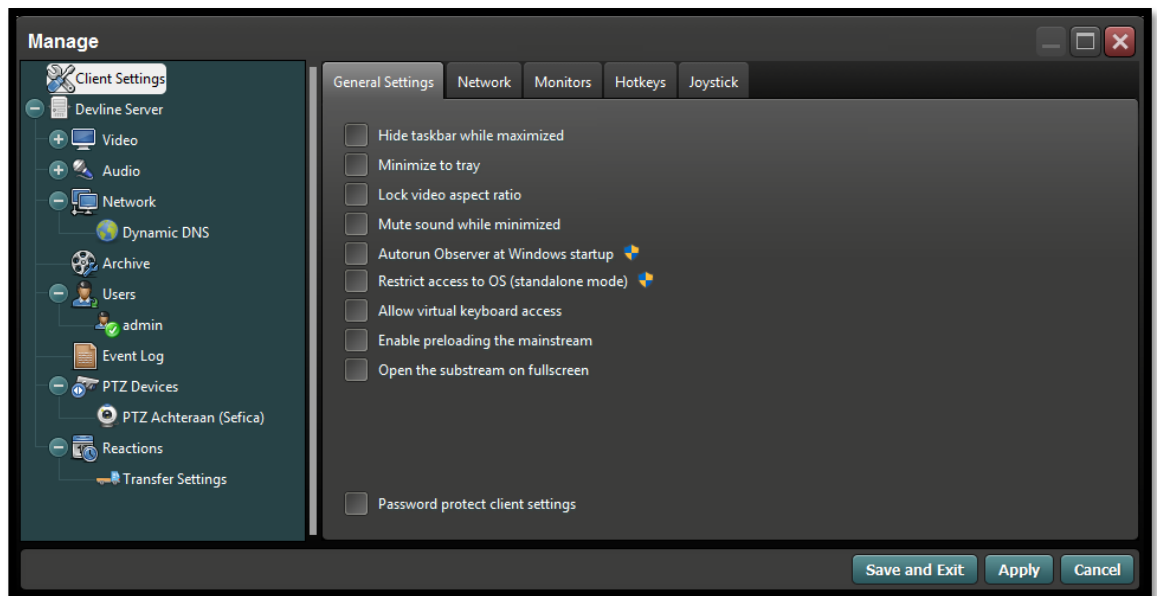 Manage
Client Settings
Devline Server
Video
Audio
Network
Dynamic DNS
Archive
Users
admin
Event Log
PTZ Devices
PTZ Achteraan (Sefica)
Reactions
Transfer Settings
General Settings
Network
Monitors
Hotkeys
Joystick
Hide taskbar while maximized
Minimize to tray
Lock video aspect ratio
Mute sound while minimized
Autorun Observer at Windows startup
Restrict access to OS (standalone mode)
Allow virtual keyboard access
Enable preloading the mainstream
Open the substream on fullscreen
Password protect client settings
Save and Exit
Apply
Cancel